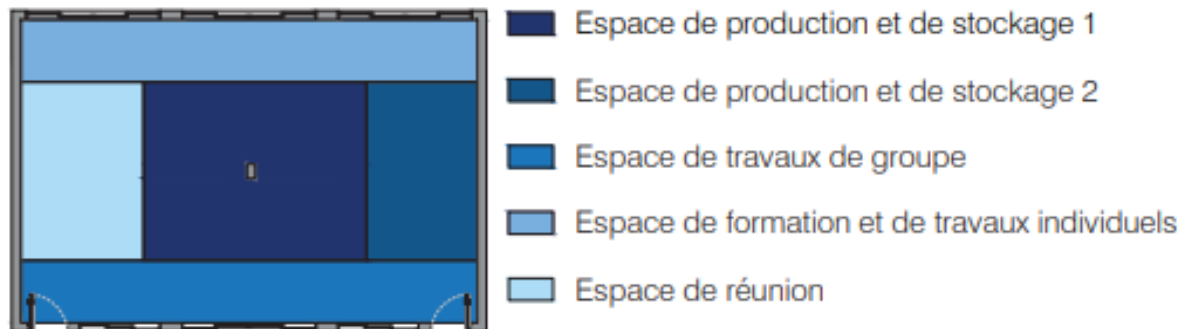 Espace de production et de stockage 1
Espace de production et de stockage 2
Espace de travaux de groupe
Espace de formation et de travaux individuels
Espace de réunion